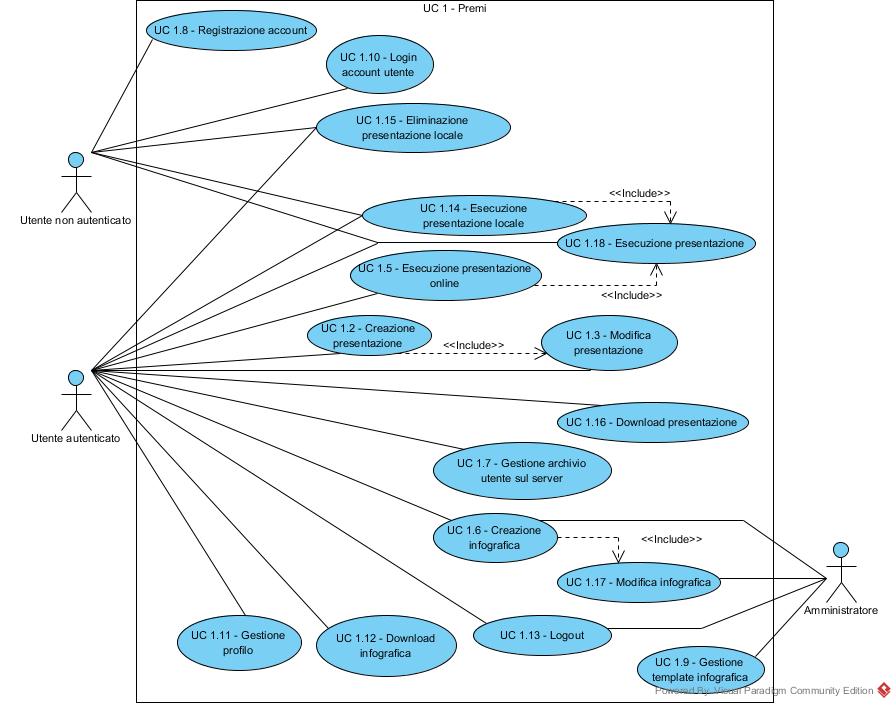 UC 1 - Premi
UC 1.8 - Registrazione account
UC 1.10 - Login
account utente
UC 1.15 - Eliminazione
presentazione locale
Utente non autenticato
<<Include>>
UC 1.14 - Esecuzione
presentazione locale
UC 1.18 - Esecuzione presentazione
UC 1.5 - Esecuzione presentazione
online
<<Include>>
UC 1.2 - Creazione
presentazione
<<Include>>
UC 1.3 - Modifica
presentazione
Utente autenticato
UC 1.16 - Download presentazione
UC 1.7 - Gestione archivio
utente sul server
UC 1.6 - Creazione
infografica
<<Include>>
UC 1.17 - Modifica infografica
Amministratore
UC 1.11 - Gestione
profilo
UC 1.12 - Download
infografica
UC 1.13 - Logout
UC 1.9 - Gestione
template infografica
Powered By Visual Paradigm Community Edition